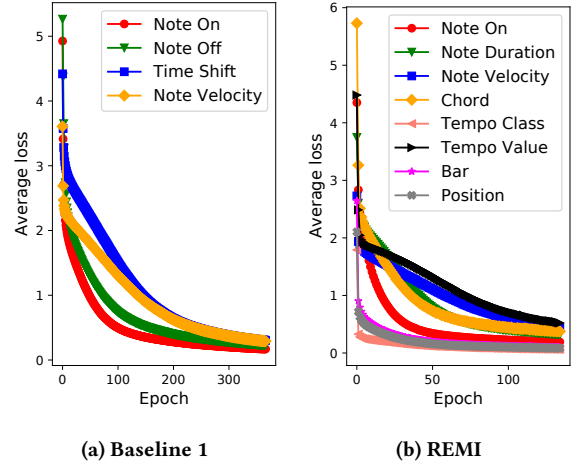 Note On
Note Off
Time Shift
Note Velocity
5
4
3
2
1
0
Average loss
0 100 200 300
Epoch
(a) Baseline 1
Note On
Note Duration
Note Velocity
Chord
Tempo Class
Tempo Value
Bar
Position
6
5
4
3
2
1
0
Average loss
0 50 100
Epoch
(b) REMI